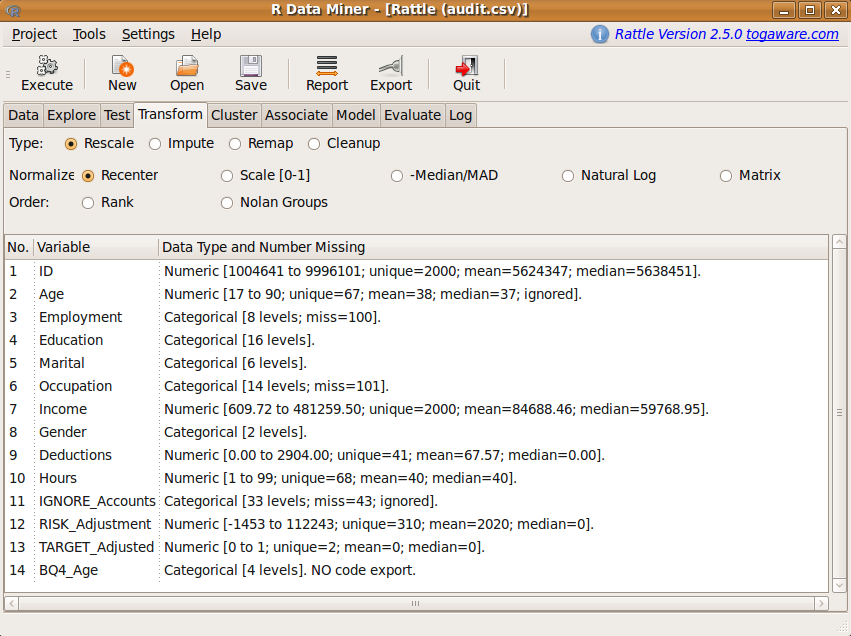 R Data Miner - [Rattle (audit.csv)]
Project Tools Settings Help Rattle Version 2.5.0 togaware.com
Execute New Open Save Report Export Quit
Data Explore Test Transform Cluster Associate Model Evaluate Log
Type: Rescale Impute Remap Cleanup
Normalize Recenter Scale [0-1] -Median/MAD Natural Log Matrix
Order: Rank Nolan Groups
No. Variable Data Type and Number Missing
1 ID Numeric [1004641 to 9996101; unique=2000; mean=5624347; median=5638451].
2 Age Numeric [17 to 90; unique=67; mean=38; median=37; ignored].
3 Employment Categorical [8 levels; miss=100].
4 Education Categorical [16 levels].
5 Marital Categorical [6 levels].
6 Occupation Categorical [14 levels; miss=101].
7 Income Numeric [609.72 to 481259.50; unique=2000; mean=84688.46; median=59768.95].
8 Gender Categorical [2 levels].
9 Deductions Numeric [0.00 to 2904.00; unique=41; mean=67.57; median=0.00].
10 Hours Numeric [1 to 99; unique=68; mean=40; median=40].
11 IGNORE_Accounts Categorical [33 levels; miss=43; ignored].
12 RISK_Adjustment Numeric [-1453 to 112243; unique=310; mean=2020; median=0].
13 TARGET_Adjusted Numeric [0 to 1; unique=2; mean=0; median=0].
14 BQ4_Age Categorical [4 levels]. NO code export.